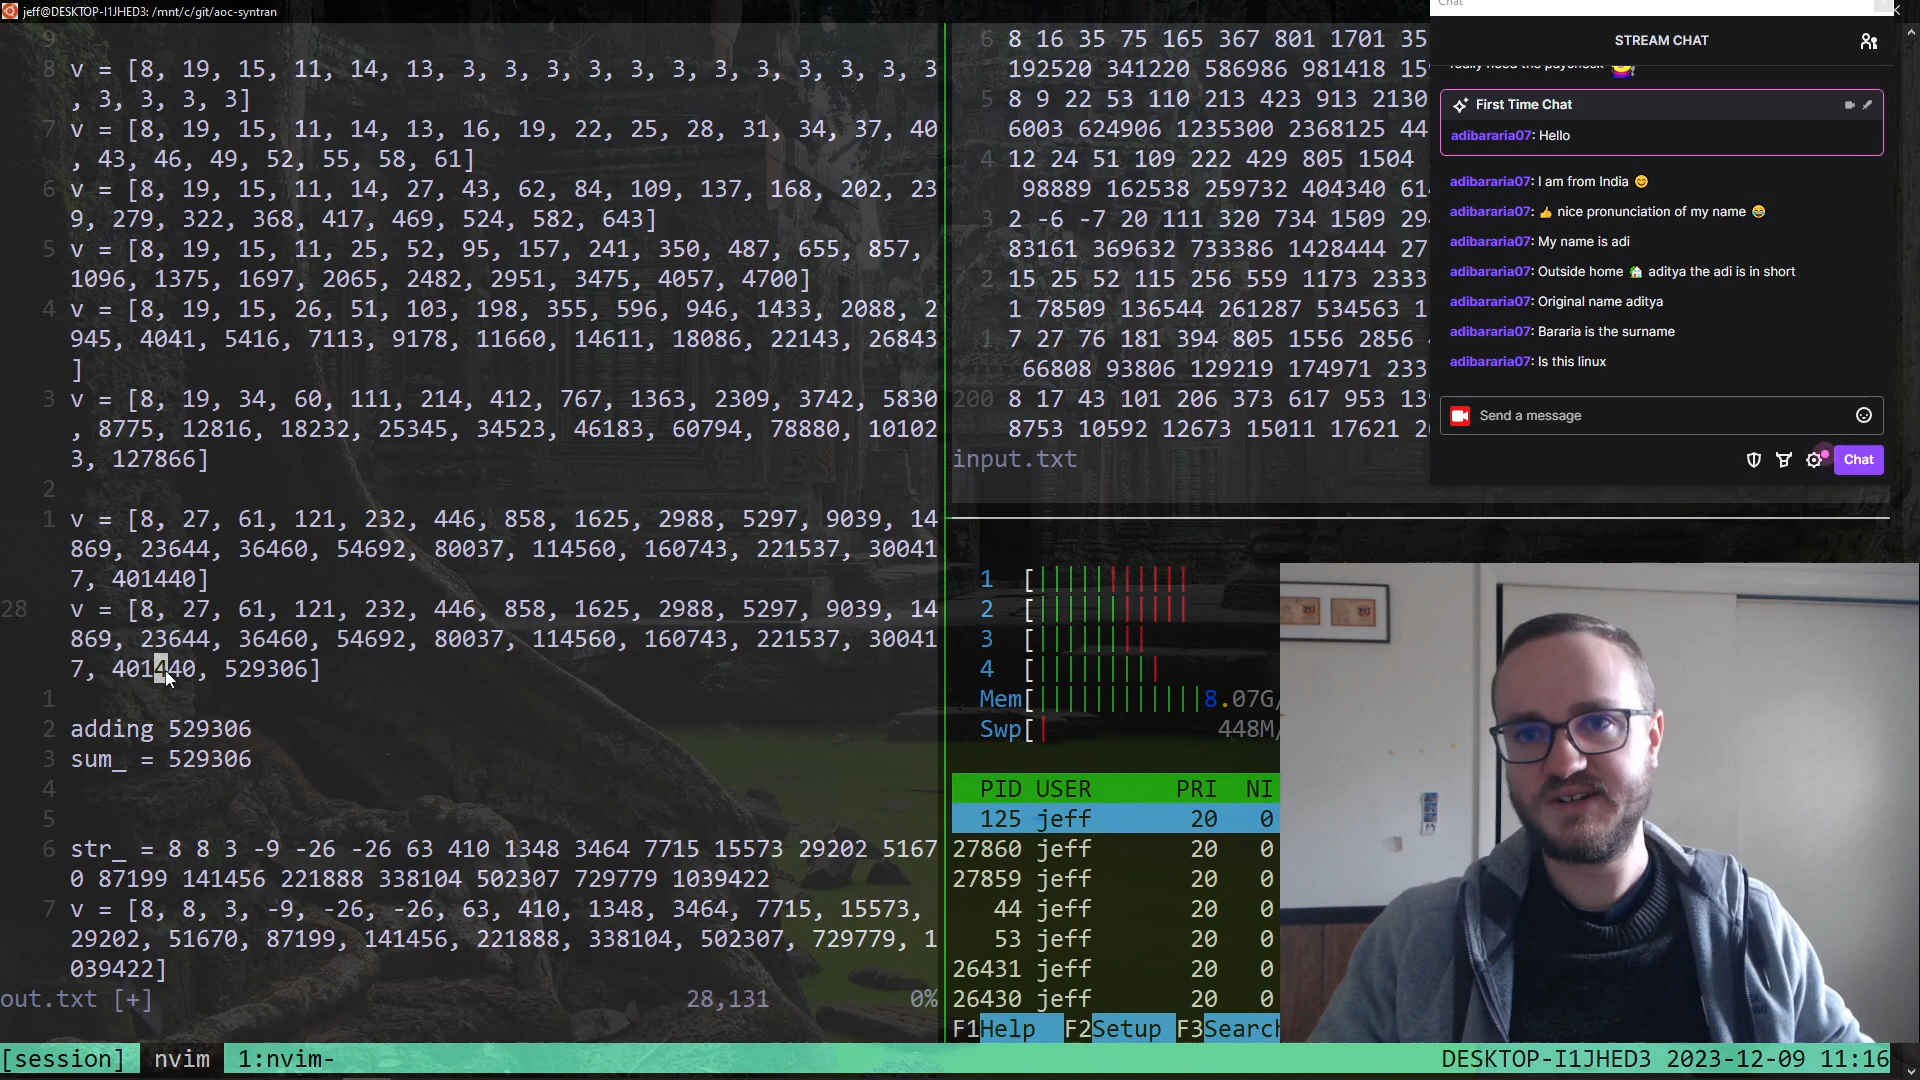 jeff@DESKTOP-I1JHED3: /mnt/c/git/aoc-syntran
9
8 v = [8, 19, 15, 11, 14, 13, 3, 3, 3, 3, 3, 3, 3, 3, 3, 3, 3, 3
, 3, 3, 3, 3]
7 v = [8, 19, 15, 11, 14, 13, 16, 19, 22, 25, 28, 31, 34, 37, 40
, 43, 46, 49, 52, 55, 58, 61]
6 v = [8, 19, 15, 11, 14, 27, 43, 62, 84, 109, 137, 168, 202, 23
9, 279, 322, 368, 417, 469, 524, 582, 643]
5 v = [8, 19, 15, 11, 25, 52, 95, 157, 241, 350, 487, 655, 857,
1096, 1375, 1697, 2065, 2482, 2951, 3475, 4057, 4700]
4 v = [8, 19, 15, 26, 51, 103, 198, 355, 596, 946, 1433, 2088, 2
945, 4041, 5416, 7113, 9178, 11660, 14611, 18086, 22143, 26843
]
3 v = [8, 19, 34, 60, 111, 214, 412, 767, 1363, 2309, 3742, 5830
, 8775, 12816, 18232, 25345, 34523, 46183, 60794, 78880, 10102
3, 127866]
2
1 v = [8, 27, 61, 121, 232, 446, 858, 1625, 2988, 5297, 9039, 14
869, 23644, 36460, 54692, 80037, 114560, 160743, 221537, 30041
7, 401440]
28 v = [8, 27, 61, 121, 232, 446, 858, 1625, 2988, 5297, 9039, 14
869, 23644, 36460, 54692, 80037, 114560, 160743, 221537, 30041
7, 401440, 529306]
1
2 adding 529306
3 sum_ = 529306
4
5
6 str_ = 8 8 3 -9 -26 -26 63 410 1348 3464 7715 15573 29202 5167
0 87199 141456 221888 338104 502307 729779 1039422
7 v = [8, 8, 3, -9, -26, -26, 63, 410, 1348, 3464, 7715, 15573,
29202, 51670, 87199, 141456, 221888, 338104, 502307, 729779, 1
039422]
out.txt [+] 28,131 0%
6 8 16 35 75 165 367 801 1701 35
192520 341220 586986 981418 15
5 8 9 22 53 110 213 423 913 2130
6003 624906 1235300 2368125 44
4 12 24 51 109 222 429 805 1504
98889 162538 259732 404340 61
3 2 -6 -7 20 111 320 734 1509 29
83161 369632 733386 1428444 27
2 15 25 52 115 256 559 1173 2333
1 78509 136544 261287 534563 1
1 7 27 76 181 394 805 1556 2856
66808 93806 129219 174971 233
200 8 17 43 101 206 373 617 953 13
8753 10592 12673 15011 17621 2
input.txt
1 [
2 [
3 [
4 [
Mem[ 8.07G/
Swp[ 448M/
PID USER PRI NI
125 jeff 20 0
27860 jeff 20 0
27859 jeff 20 0
44 jeff 20 0
53 jeff 20 0
26431 jeff 20 0
26430 jeff 20 0
F1Help F2Setup F3Search
Chat
STREAM CHAT
really need the paycheck
First Time Chat
adibararia07: Hello
adibararia07: I am from India 😊
adibararia07: 👍 nice pronunciation of my name 😂
adibararia07: My name is adi
adibararia07: Outside home 🏠 aditya the adi is in short
adibararia07: Original name aditya
adibararia07: Bararia is the surname
adibararia07: Is this linux
Send a message
Chat
[session] nvim 1:nvim- DESKTOP-I1JHED3 2023-12-09 11:16